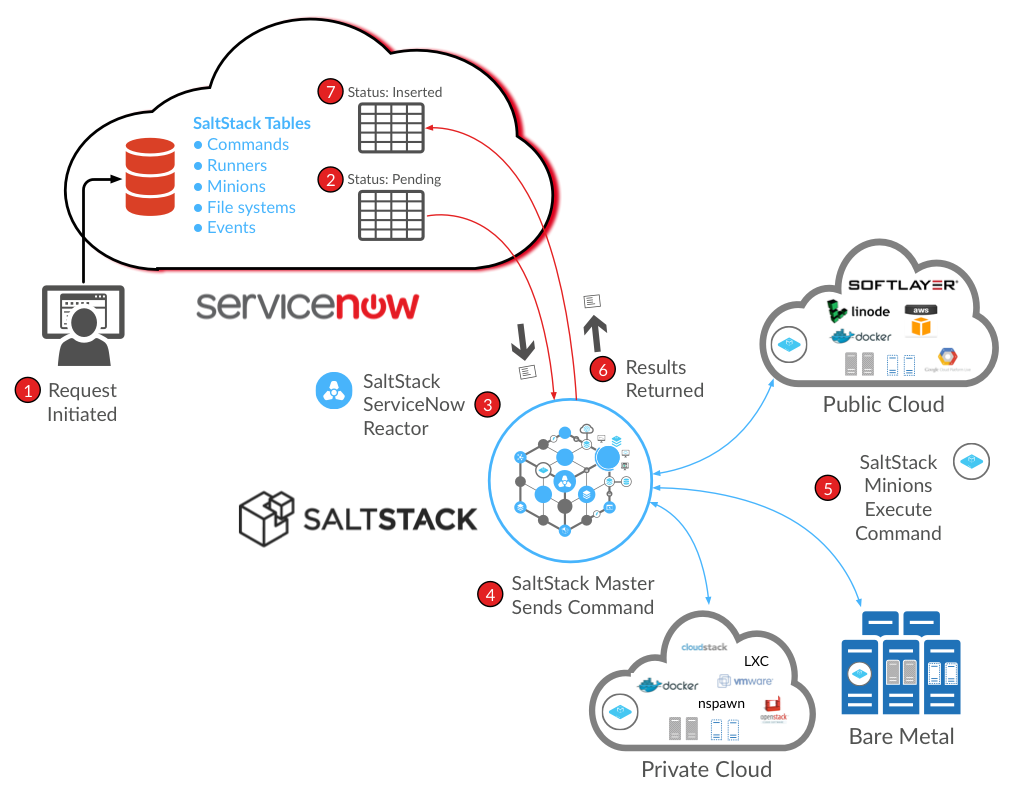 7 Status: Inserted
SaltStack Tables
● Commands
● Runners
● Minions
● File systems
● Events
2 Status: Pending
servicenow
1 Request
Initiated
6 Results
Returned
SaltStack
ServiceNow
Reactor
3
SALTSTACK
4 SaltStack Master
Sends Command
SOFTLAYER®
linode
aws
docker
Public Cloud
5 SaltStack
Minions
Execute
Command
cloudstack
LXC
docker
vmware
nspawn
openstack
Private Cloud
Bare Metal